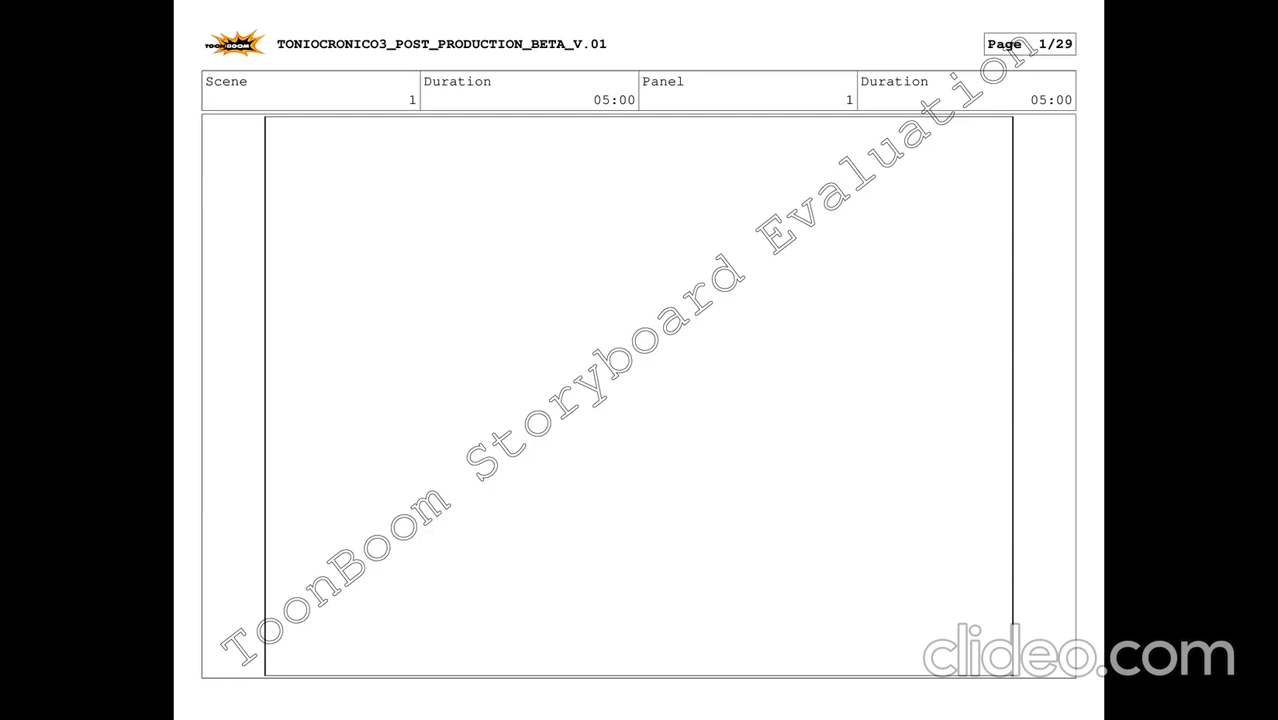 TOONBOOM TONIOCRONICO3_POST_PRODUCTION_BETA_V.01 Page 1/29
Scene Duration Panel Duration
1 05:00 1 05:00
ToonBoom Storyboard Evaluation
clideo.com